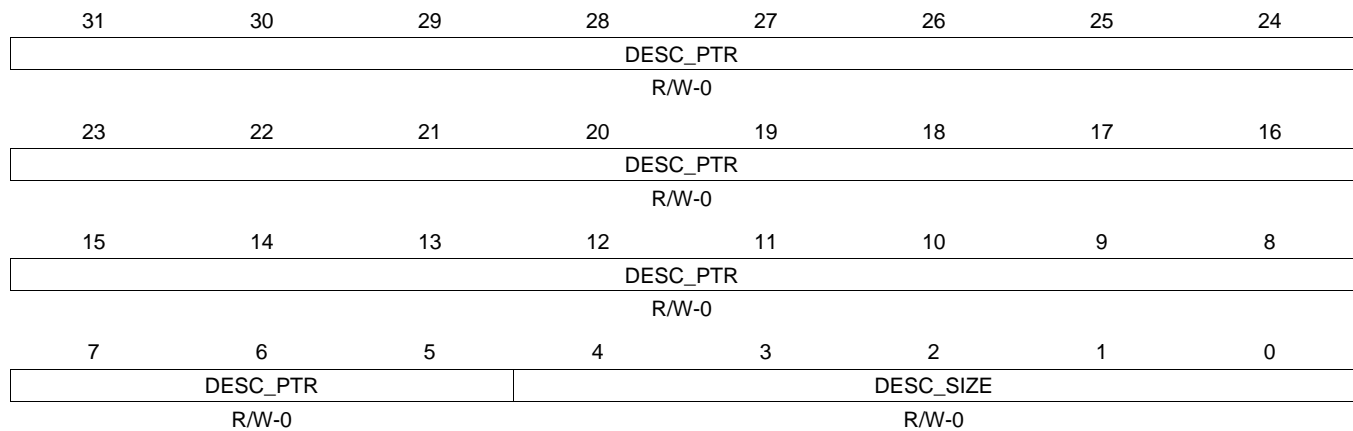 31 30 29 28 27 26 25 24
DESC_PTR
R/W-0
23 22 21 20 19 18 17 16
DESC_PTR
R/W-0
15 14 13 12 11 10 9 8
DESC_PTR
R/W-0
7 6 5 4 3 2 1 0
DESC_PTR DESC_SIZE
R/W-0 R/W-0